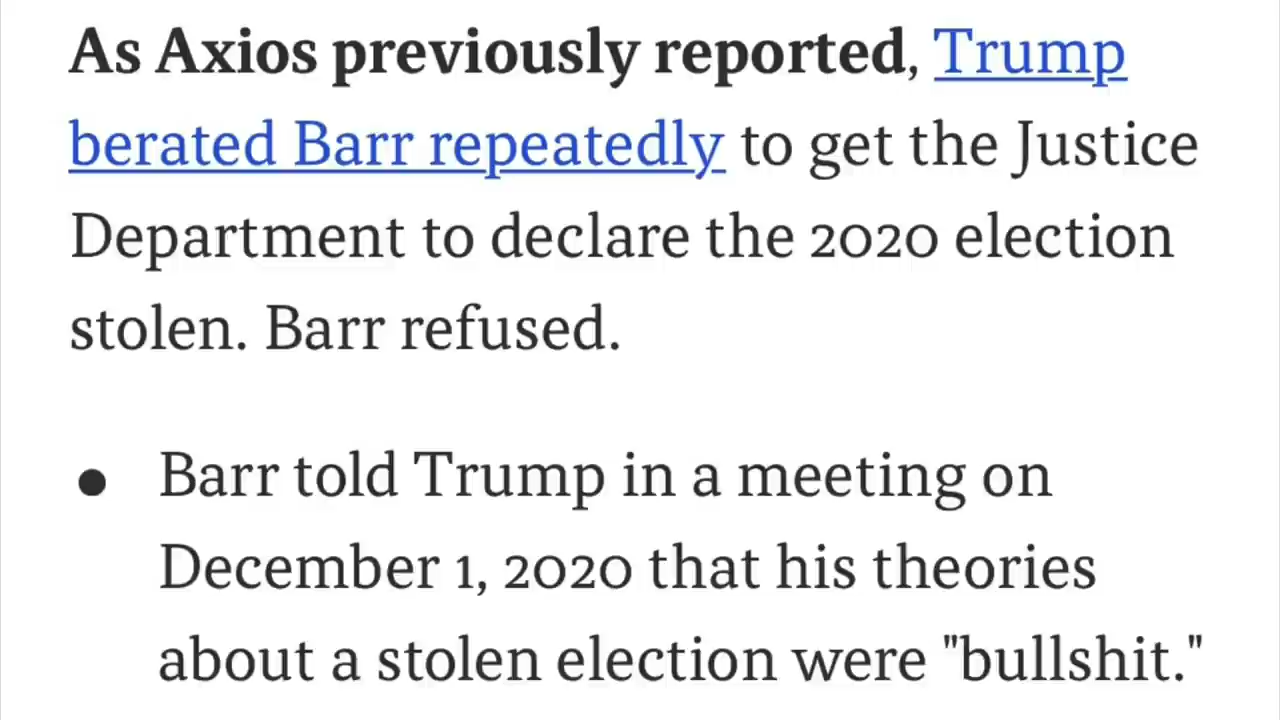 As Axios previously reported, Trump
berated Barr repeatedly to get the Justice
Department to declare the 2020 election
stolen. Barr refused.
● Barr told Trump in a meeting on
December 1, 2020 that his theories
about a stolen election were "bullshit."